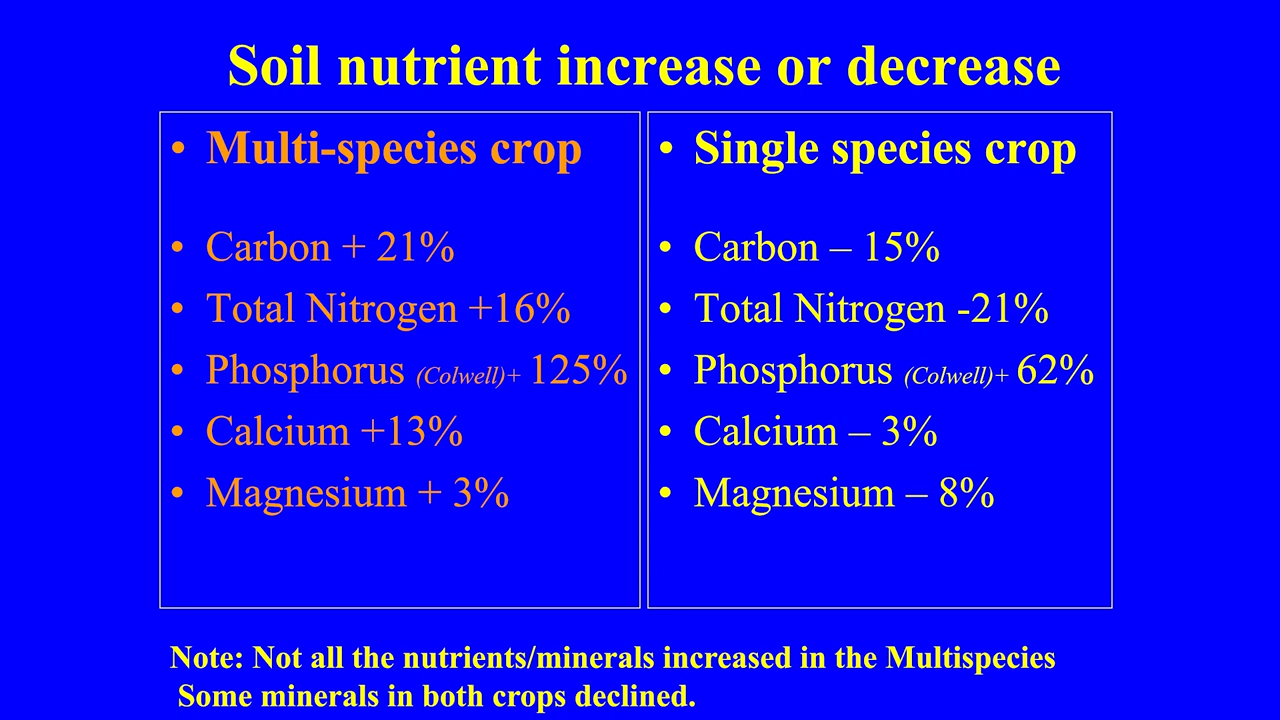 Soil nutrient increase or decrease
• Multi-species crop
• Carbon + 21%
• Total Nitrogen +16%
• Phosphorus (Colwell)+ 125%
• Calcium +13%
• Magnesium + 3%
• Single species crop
• Carbon – 15%
• Total Nitrogen -21%
• Phosphorus (Colwell)+ 62%
• Calcium – 3%
• Magnesium – 8%
Note: Not all the nutrients/minerals increased in the Multispecies
Some minerals in both crops declined.